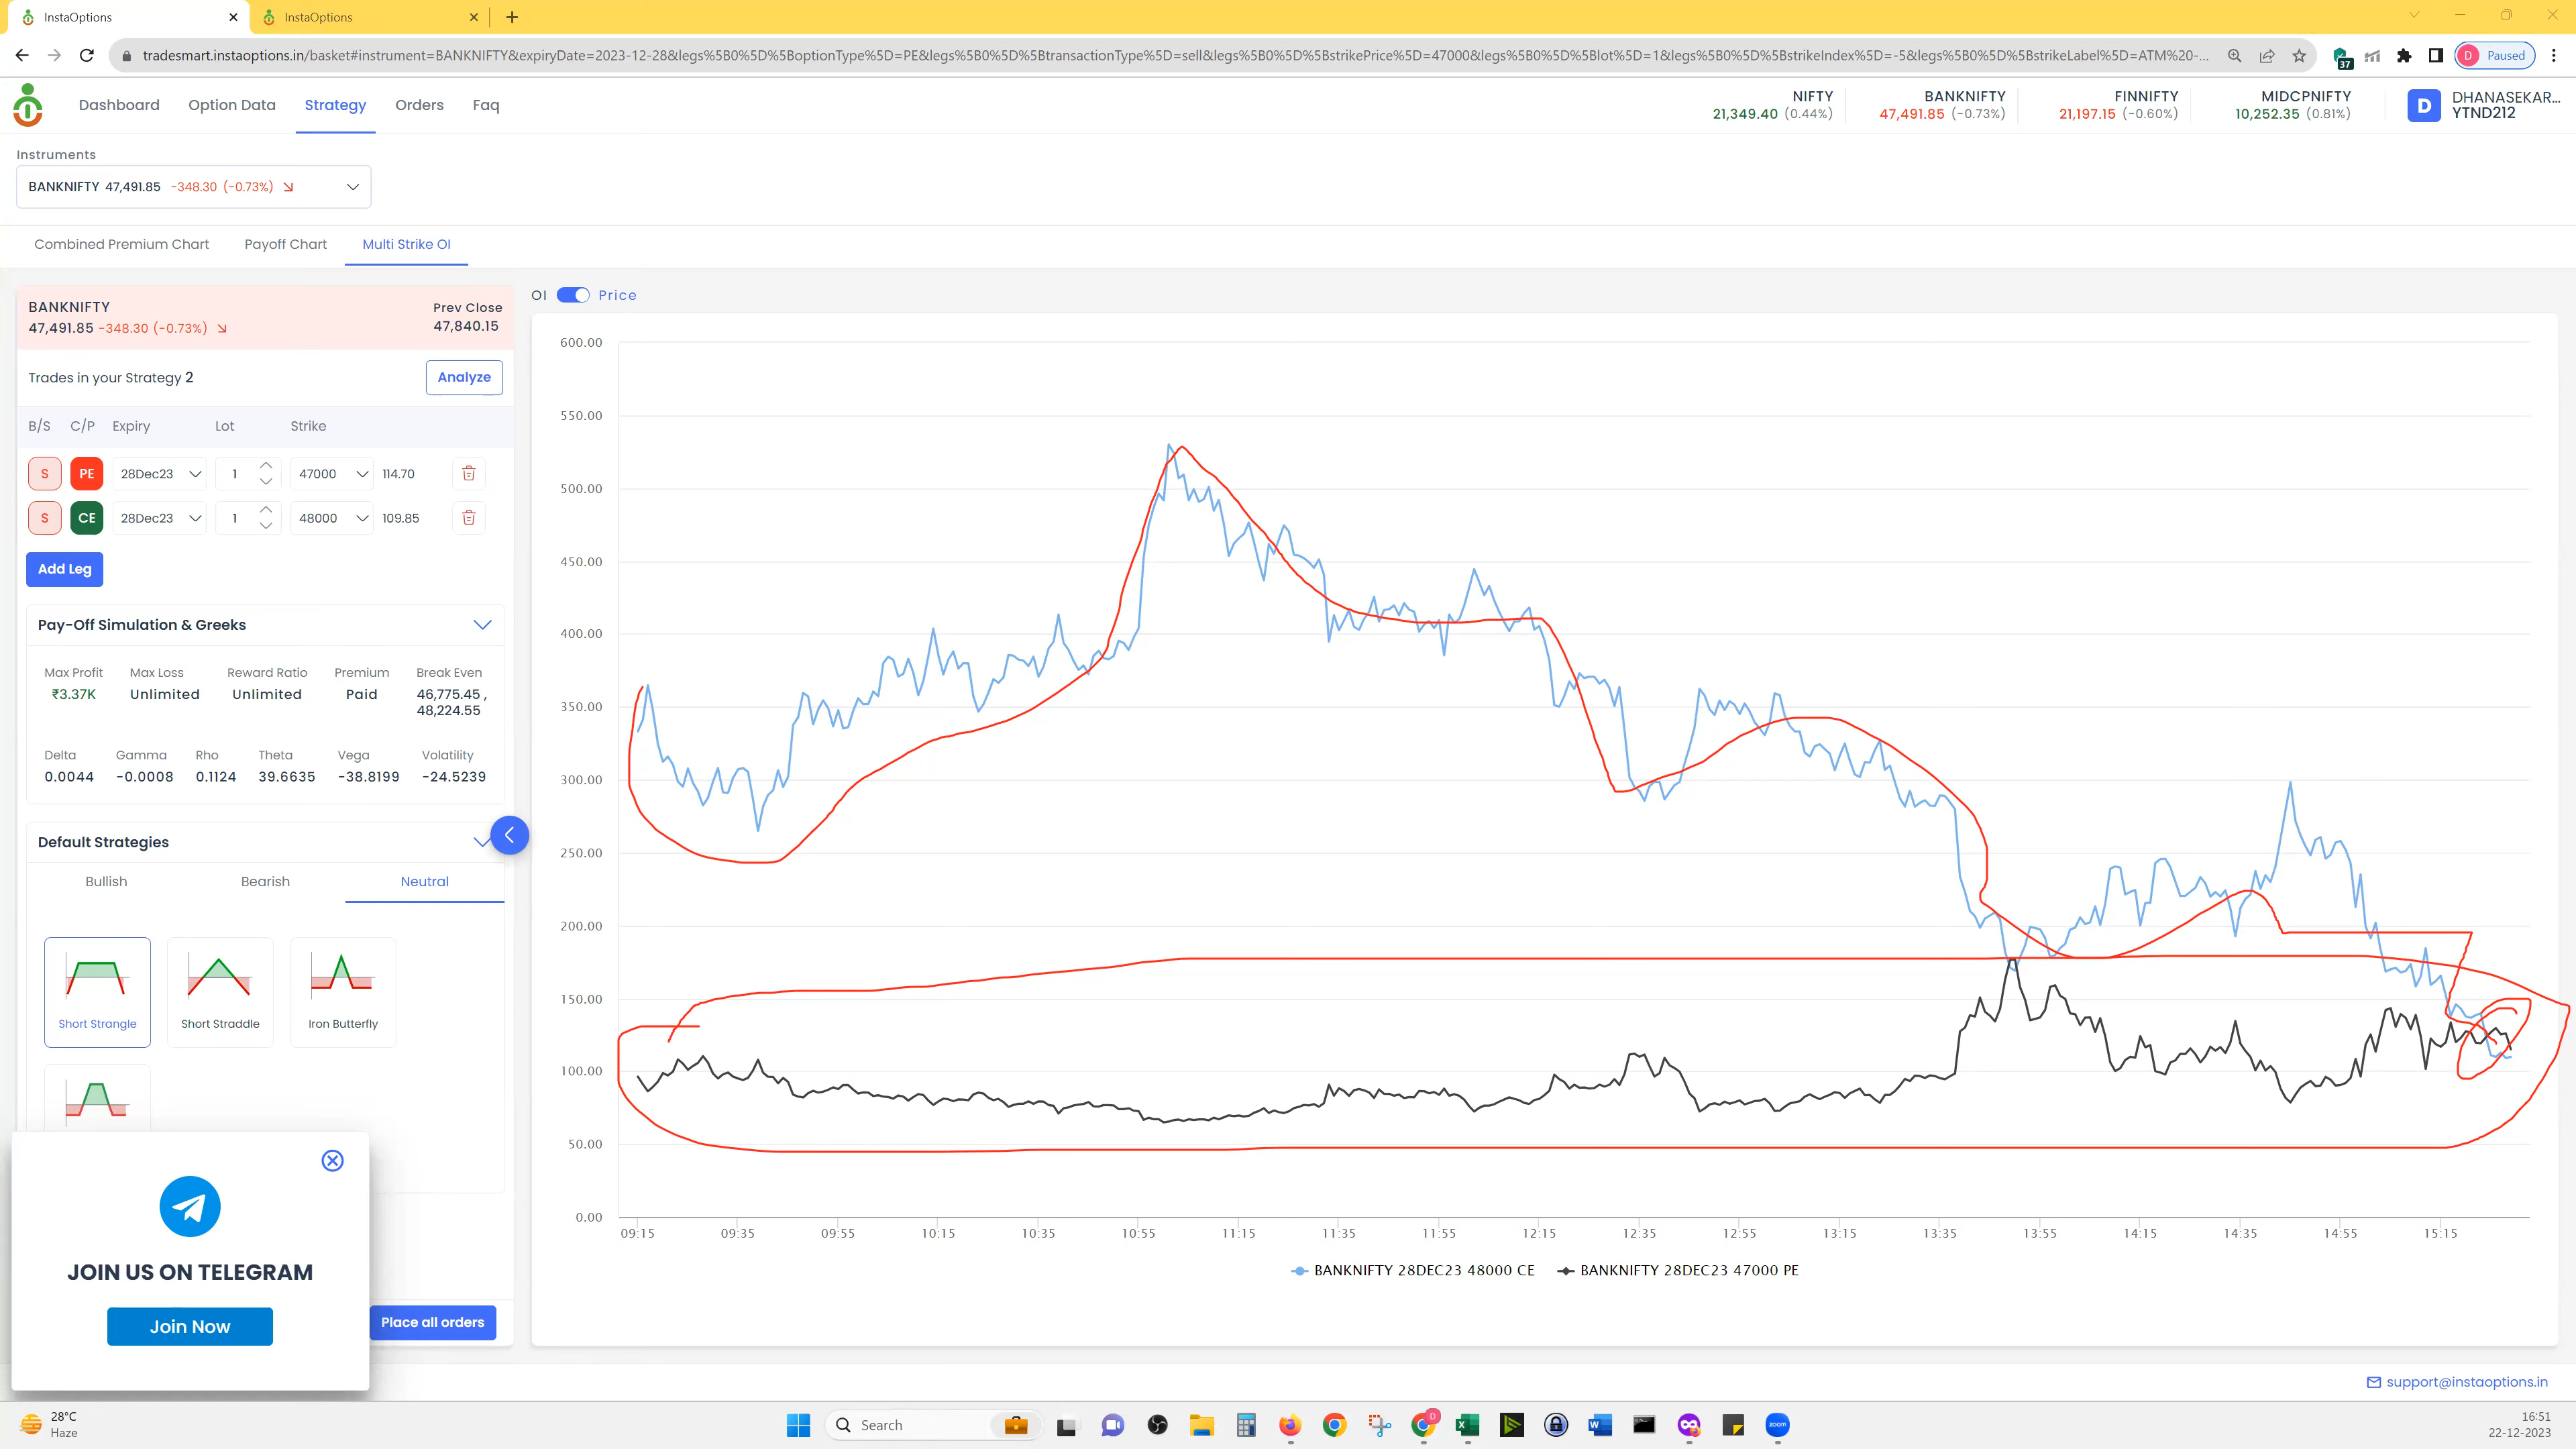 InstaOptions
InstaOptions
tradesmart.instaoptions.in/basket#instrument=BANKNIFTY&expiryDate=2023-12-28&legs%5B0%5D%5BoptionType%5D=PE&legs%5B0%5D%5BtransactionType%5D=sell&legs%5B0%5D%5BstrikePrice%5D=47000&legs%5B0%5D%5Blot%5D=1&legs%5B0%5D%5BstrikeIndex%5D=-5&legs%5B0%5D%5BstrikeLabel%5D=ATM%20-...
37
D Paused
Dashboard Option Data Strategy Orders Faq
NIFTY
21,349.40 (0.44%)
BANKNIFTY
47,491.85 (-0.73%)
FINNIFTY
21,197.15 (-0.60%)
MIDCPNIFTY
10,252.35 (0.81%)
D
DHANASEKAR...
YTND212
Instruments
BANKNIFTY 47,491.85 -348.30 (-0.73%)
Combined Premium Chart Payoff Chart Multi Strike OI
BANKNIFTY
47,491.85 -348.30 (-0.73%)
Prev Close
47,840.15
Trades in your Strategy 2
Analyze
B/S C/P Expiry Lot Strike
S PE 28Dec23 1 47000 114.70
S CE 28Dec23 1 48000 109.85
Add Leg
Pay-Off Simulation & Greeks
Max Profit Max Loss Reward Ratio Premium Break Even
₹3.37K Unlimited Unlimited Paid 46,775.45 ,
48,224.55
Delta Gamma Rho Theta Vega Volatility
0.0044 -0.0008 0.1124 39.6635 -38.8199 -24.5239
Default Strategies
Bullish Bearish Neutral
Short Strangle Short Straddle Iron Butterfly
JOIN US ON TELEGRAM
Join Now
Place all orders
OI Price
600.00
550.00
500.00
450.00
400.00
350.00
300.00
250.00
200.00
150.00
100.00
50.00
0.00
09:15 09:35 09:55 10:15 10:35 10:55 11:15 11:35 11:55 12:15 12:35 12:55 13:15 13:35 13:55 14:15 14:35 14:55 15:15
BANKNIFTY 28DEC23 48000 CE BANKNIFTY 28DEC23 47000 PE
support@instaoptions.in
28°C
Haze
Search
D
zoom
16:51
22-12-2023